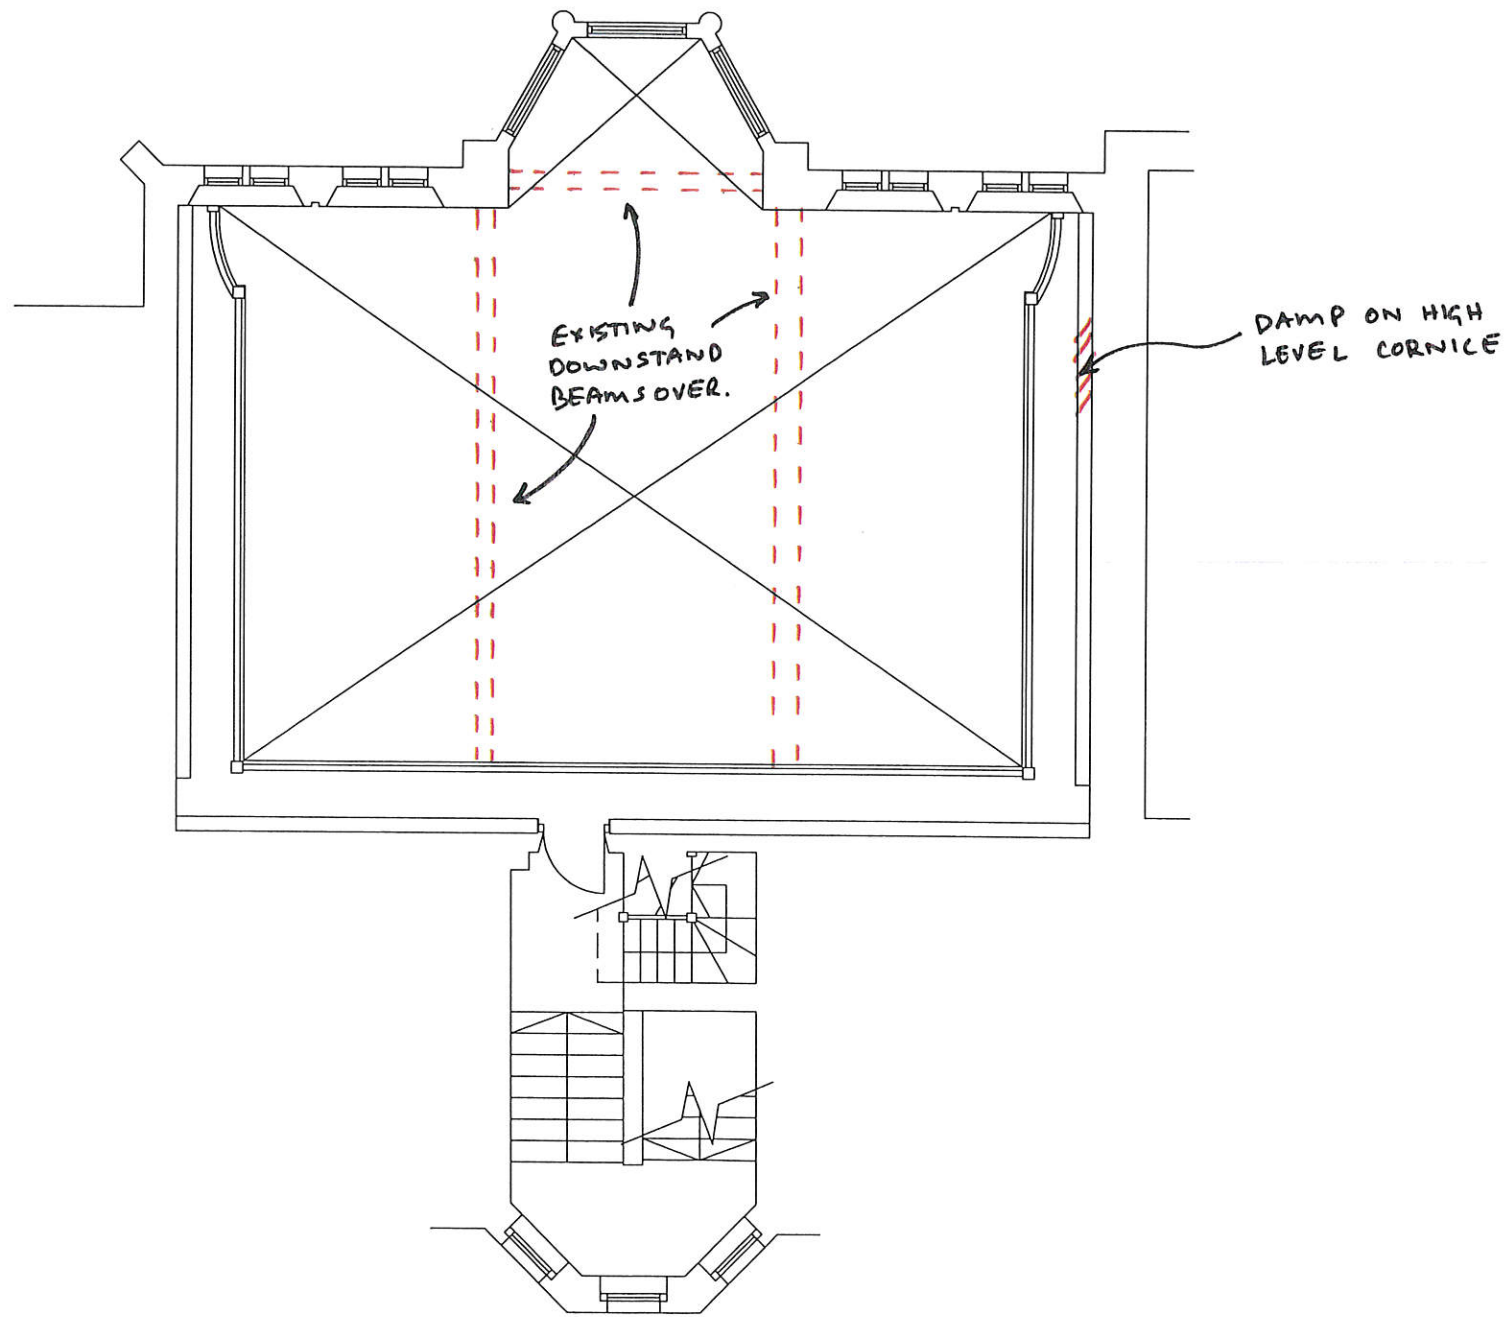 EXISTING
DOWNSTAND
BEAMS OVER.
DAMP ON HIGH
LEVEL CORNICE